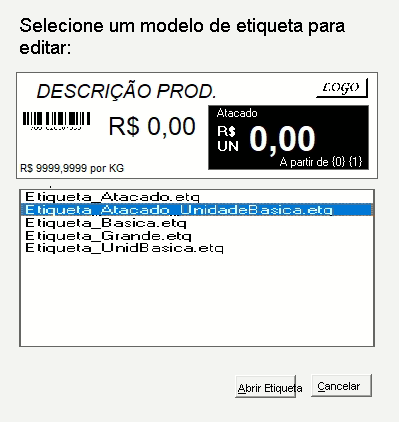 Selecione um modelo de etiqueta para
editar:
DESCRIÇÃO PROD.
LOGO
R$ 0,00
Atacado
R$
UN
0,00
A partir de {0} {1}
R$ 9999,9999 por KG
Etiqueta_Atacado.etq
Etiqueta_Atacado_UnidadeBasica.etq
Etiqueta_Basica.etq
Etiqueta_Grande.etq
Etiqueta_UnidBasica.etq
Abrir Etiqueta
Cancelar